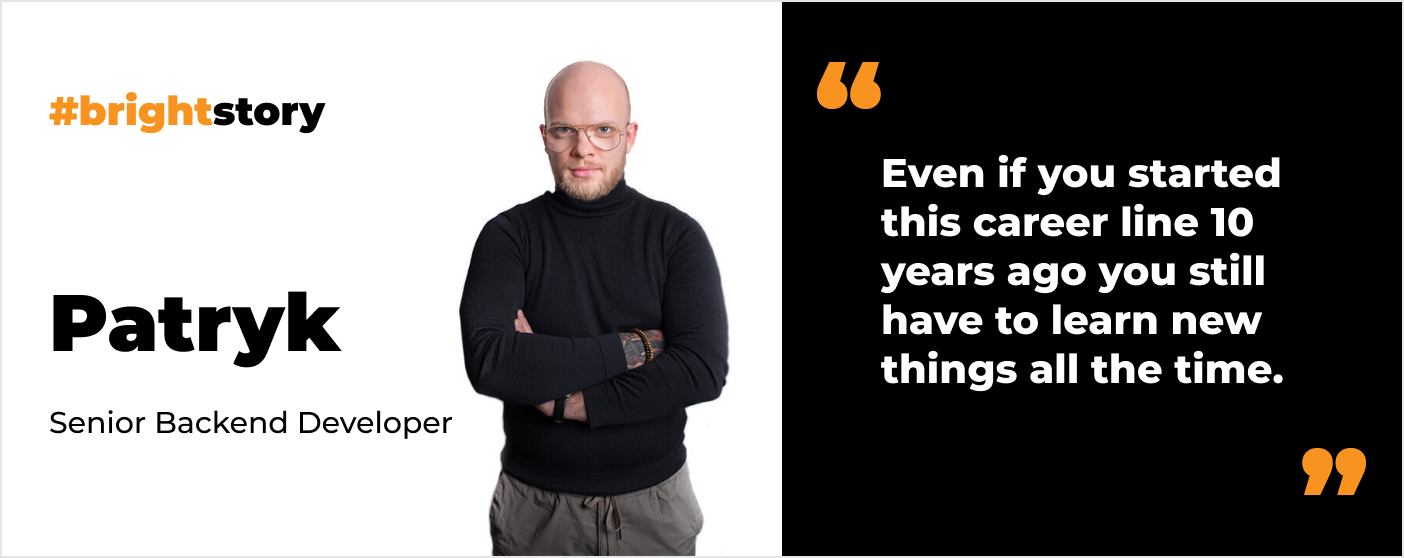 #brightstory
Patryk
Senior Backend Developer
“
Even if you started
this career line 10
years ago you still
have to learn new
things all the time.
”